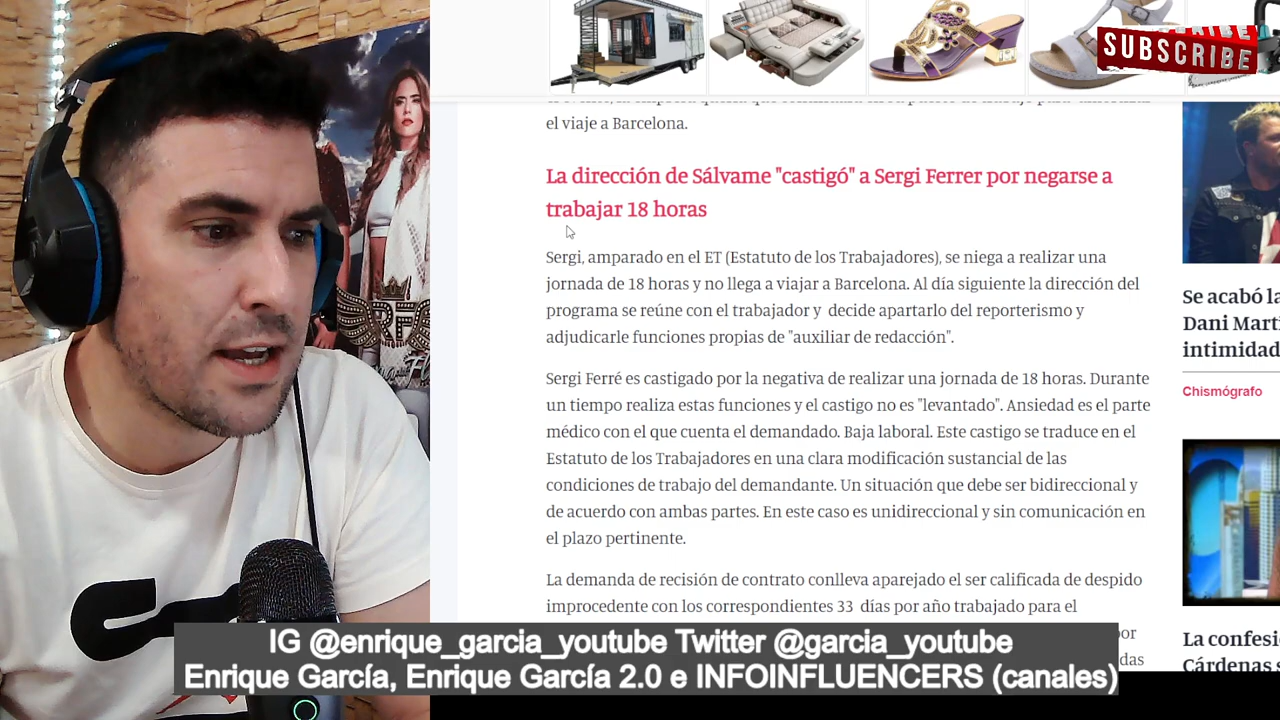 SUBSCRIBE
el viaje a Barcelona.
La dirección de Sálvame "castigó" a Sergi Ferrer por negarse a
trabajar 18 horas
Sergi, amparado en el ET (Estatuto de los Trabajadores), se niega a realizar una
jornada de 18 horas y no llega a viajar a Barcelona. Al día siguiente la dirección del
programa se reúne con el trabajador y decide apartarlo del reporterismo y
adjudicarle funciones propias de "auxiliar de redacción".
Sergi Ferré es castigado por la negativa de realizar una jornada de 18 horas. Durante
un tiempo realiza estas funciones y el castigo no es "levantado". Ansiedad es el parte
médico con el que cuenta el demandado. Baja laboral. Este castigo se traduce en el
Estatuto de los Trabajadores en una clara modificación sustancial de las
condiciones de trabajo del demandante. Un situación que debe ser bidireccional y
de acuerdo con ambas partes. En este caso es unidireccional y sin comunicación en
el plazo pertinente.
La demanda de recisión de contrato conlleva aparejado el ser calificada de despido
improcedente con los correspondientes 33 días por año trabajado para el
Se acabó la
Dani Martí
intimidad
Chismógrafo
La confesi
Cárdenas s
IG @enrique_garcia_youtube Twitter @garcia_youtube
Enrique García, Enrique García 2.0 e INFOINFLUENCERS (canales)